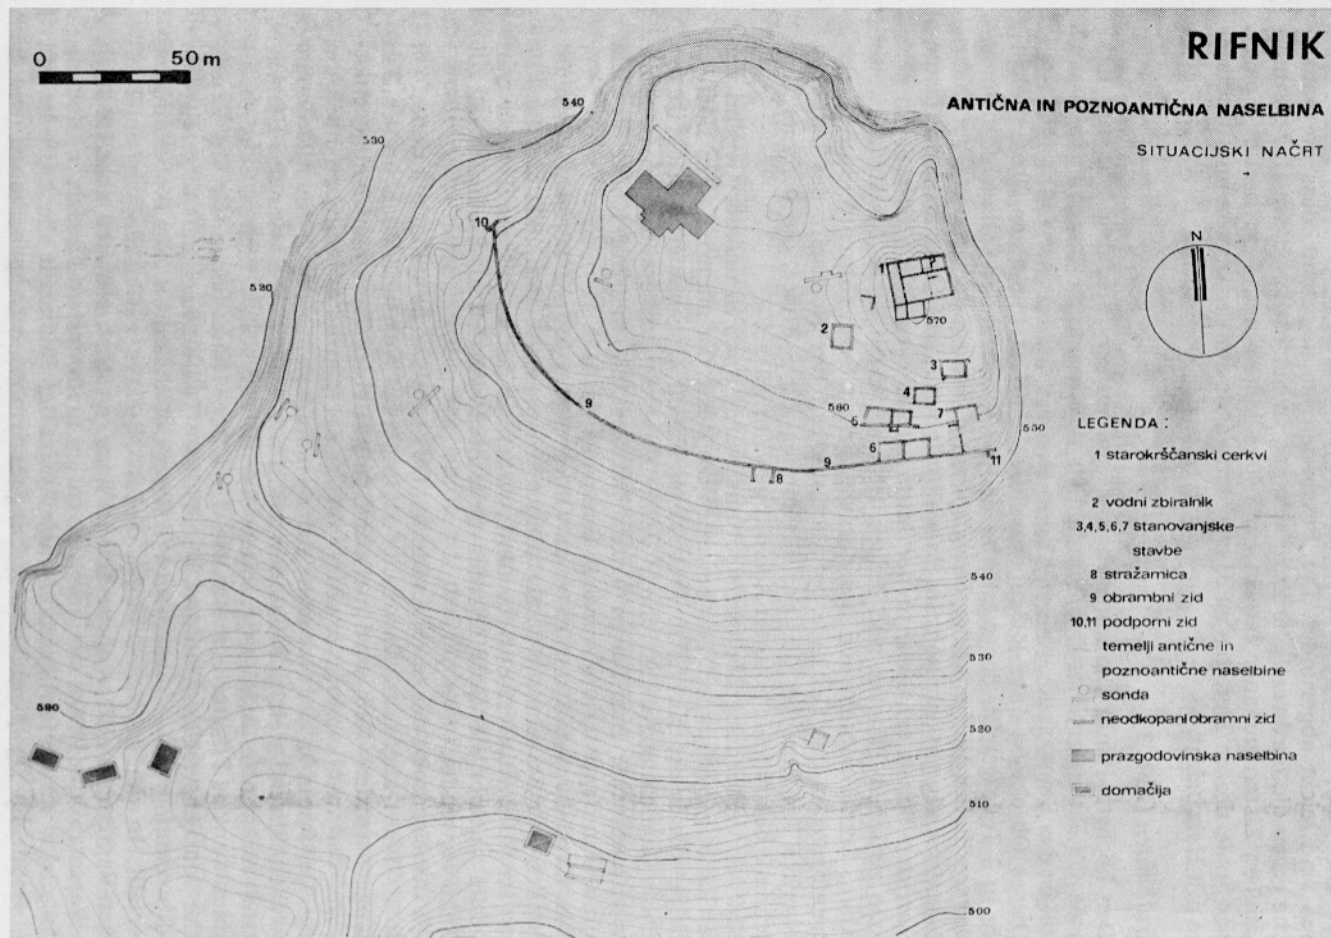 0 50 m
RIFNIK
ANTIČNA IN POZNOANTIČNA NASELBINA
SITUACIJSKI NAČRT
N
540
530
520
10
1
570
2
3
4
560
7
5
550
6
9
9
8
11
LEGENDA :
1 starokrščanski cerkvi
2 vodni zbiralnik
3,4,5,6,7 stanovanjske
stavbe
8 stražarnica
9 obrambni zid
10,11 podporni zid
temelji antične in
poznoantične naselbine
sonda
neodkopani obramni zid
prazgodovinska naselbina
domačija
540
530
520
510
500